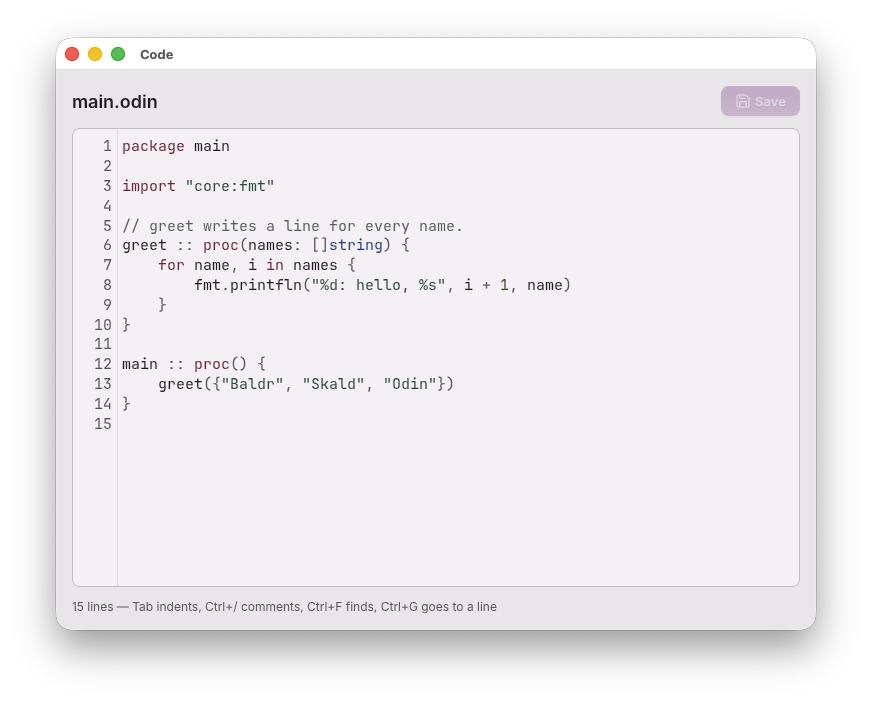 Code
main.odin
Save
1 package main
2
3 import "core:fmt"
4
5 // greet writes a line for every name.
6 greet :: proc(names: []string) {
7     for name, i in names {
8         fmt.printfln("%d: hello, %s", i + 1, name)
9     }
10 }
11
12 main :: proc() {
13     greet({"Baldr", "Skald", "Odin"})
14 }
15
15 lines — Tab indents, Ctrl+/ comments, Ctrl+F finds, Ctrl+G goes to a line